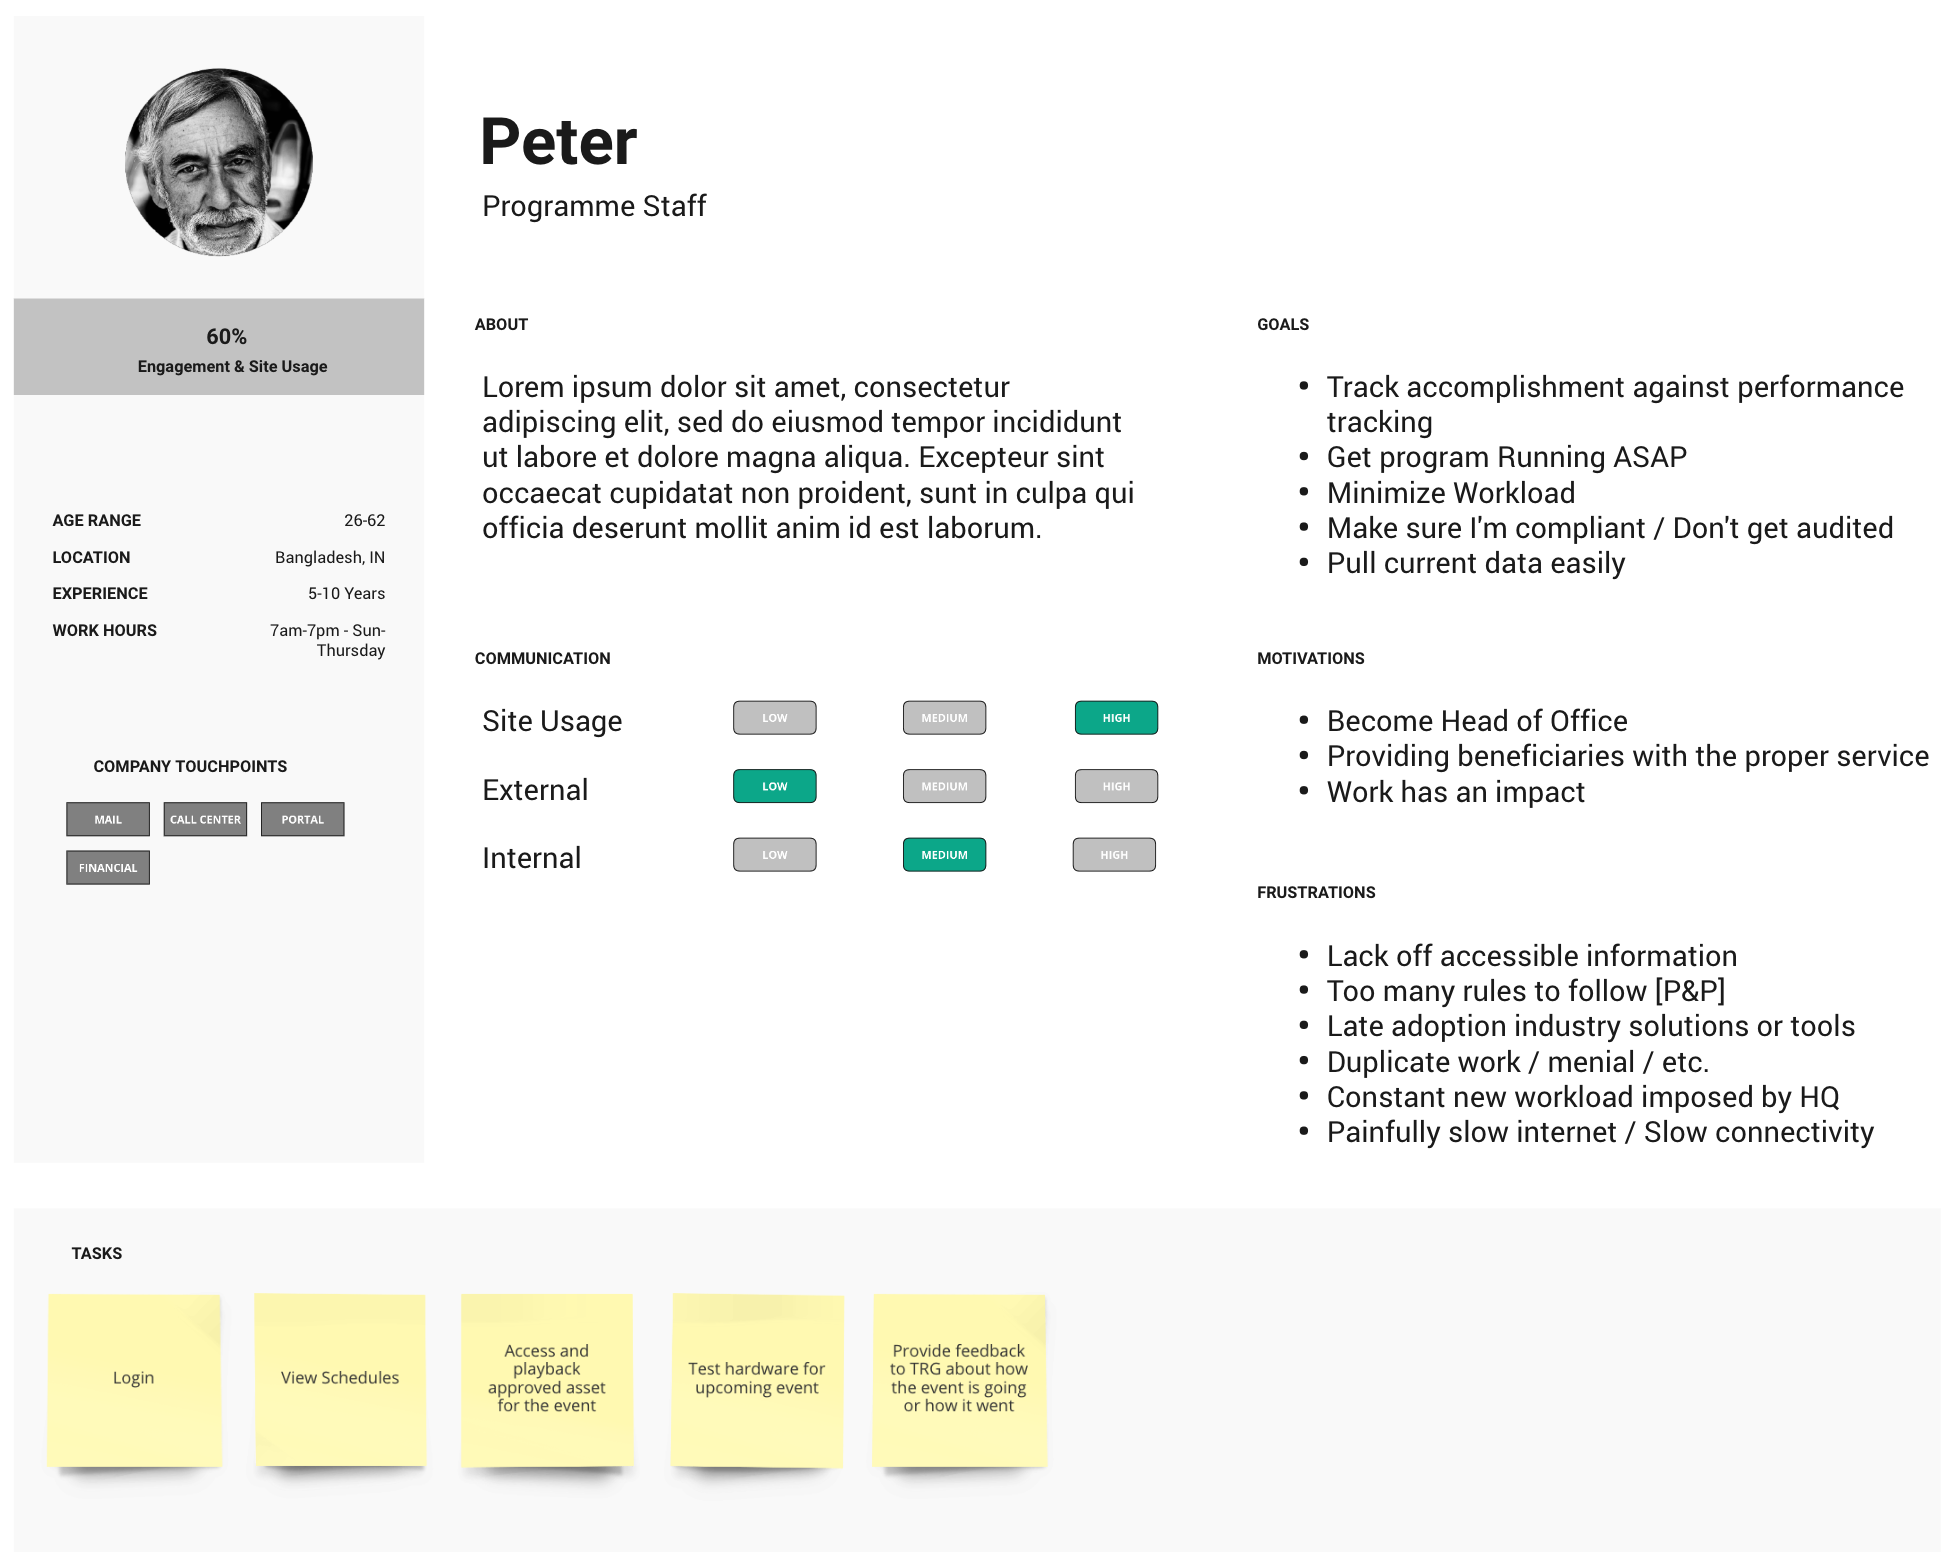 Peter
Programme Staff
60%
Engagement & Site Usage
AGE RANGE 26-62
LOCATION Bangladesh, IN
EXPERIENCE 5-10 Years
WORK HOURS 7am-7pm - Sun-
Thursday
COMPANY TOUCHPOINTS
MAIL CALL CENTER PORTAL
FINANCIAL
ABOUT
Lorem ipsum dolor sit amet, consectetur
adipiscing elit, sed do eiusmod tempor incididunt
ut labore et dolore magna aliqua. Excepteur sint
occaecat cupidatat non proident, sunt in culpa qui
officia deserunt mollit anim id est laborum.
COMMUNICATION
Site Usage LOW MEDIUM HIGH
External LOW MEDIUM HIGH
Internal LOW MEDIUM HIGH
GOALS
• Track accomplishment against performance
tracking
• Get program Running ASAP
• Minimize Workload
• Make sure I'm compliant / Don't get audited
• Pull current data easily
MOTIVATIONS
• Become Head of Office
• Providing beneficiaries with the proper service
• Work has an impact
FRUSTRATIONS
• Lack off accessible information
• Too many rules to follow [P&P]
• Late adoption industry solutions or tools
• Duplicate work / menial / etc.
• Constant new workload imposed by HQ
• Painfully slow internet / Slow connectivity
TASKS
Login
View Schedules
Access and
playback
approved asset
for the event
Test hardware for
upcoming event
Provide feedback
to TRG about how
the event is going
or how it went